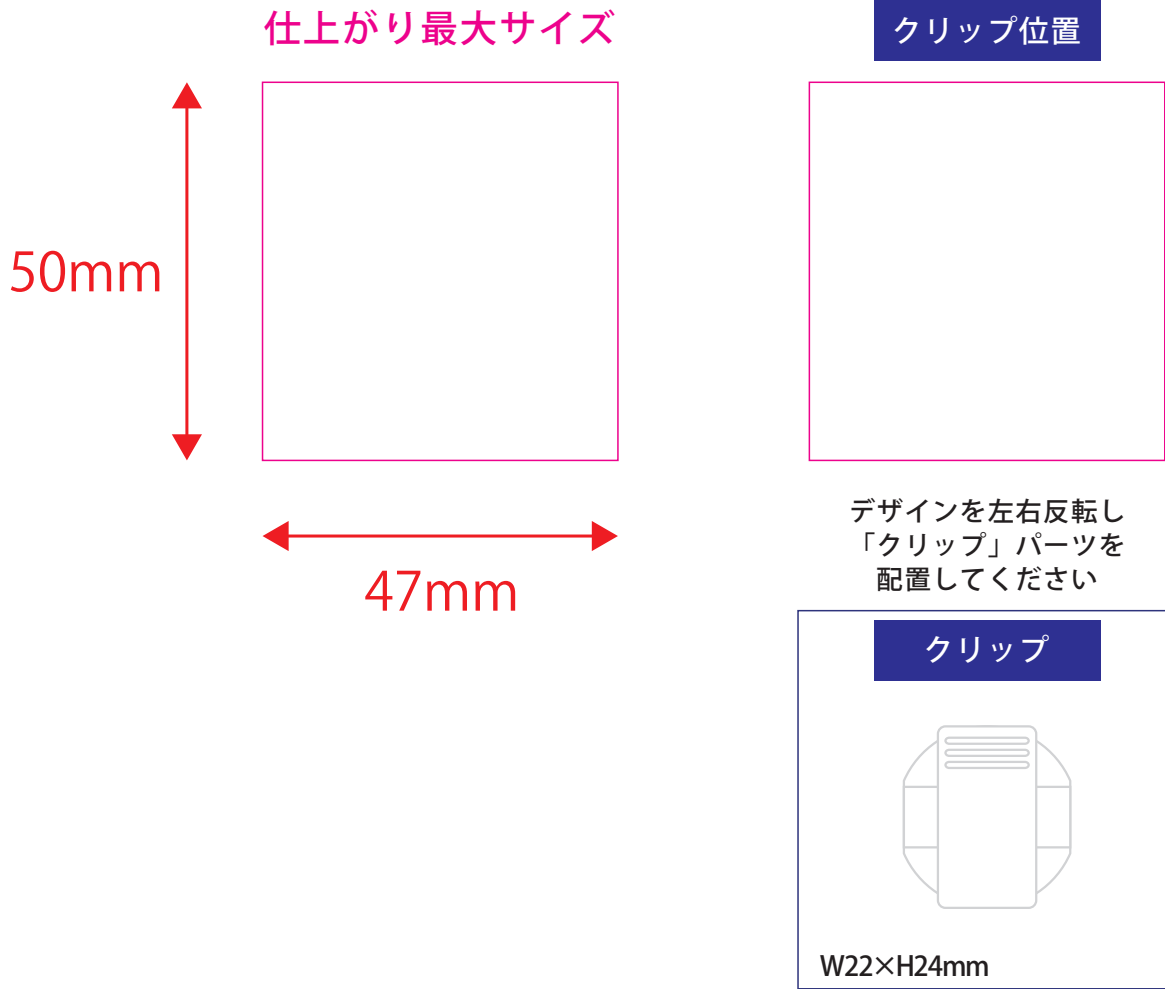 仕上がり最大サイズ
クリップ位置
50mm
47mm
デザインを左右反転し
「クリップ」パーツを
配置してください
クリップ
W22×H24mm